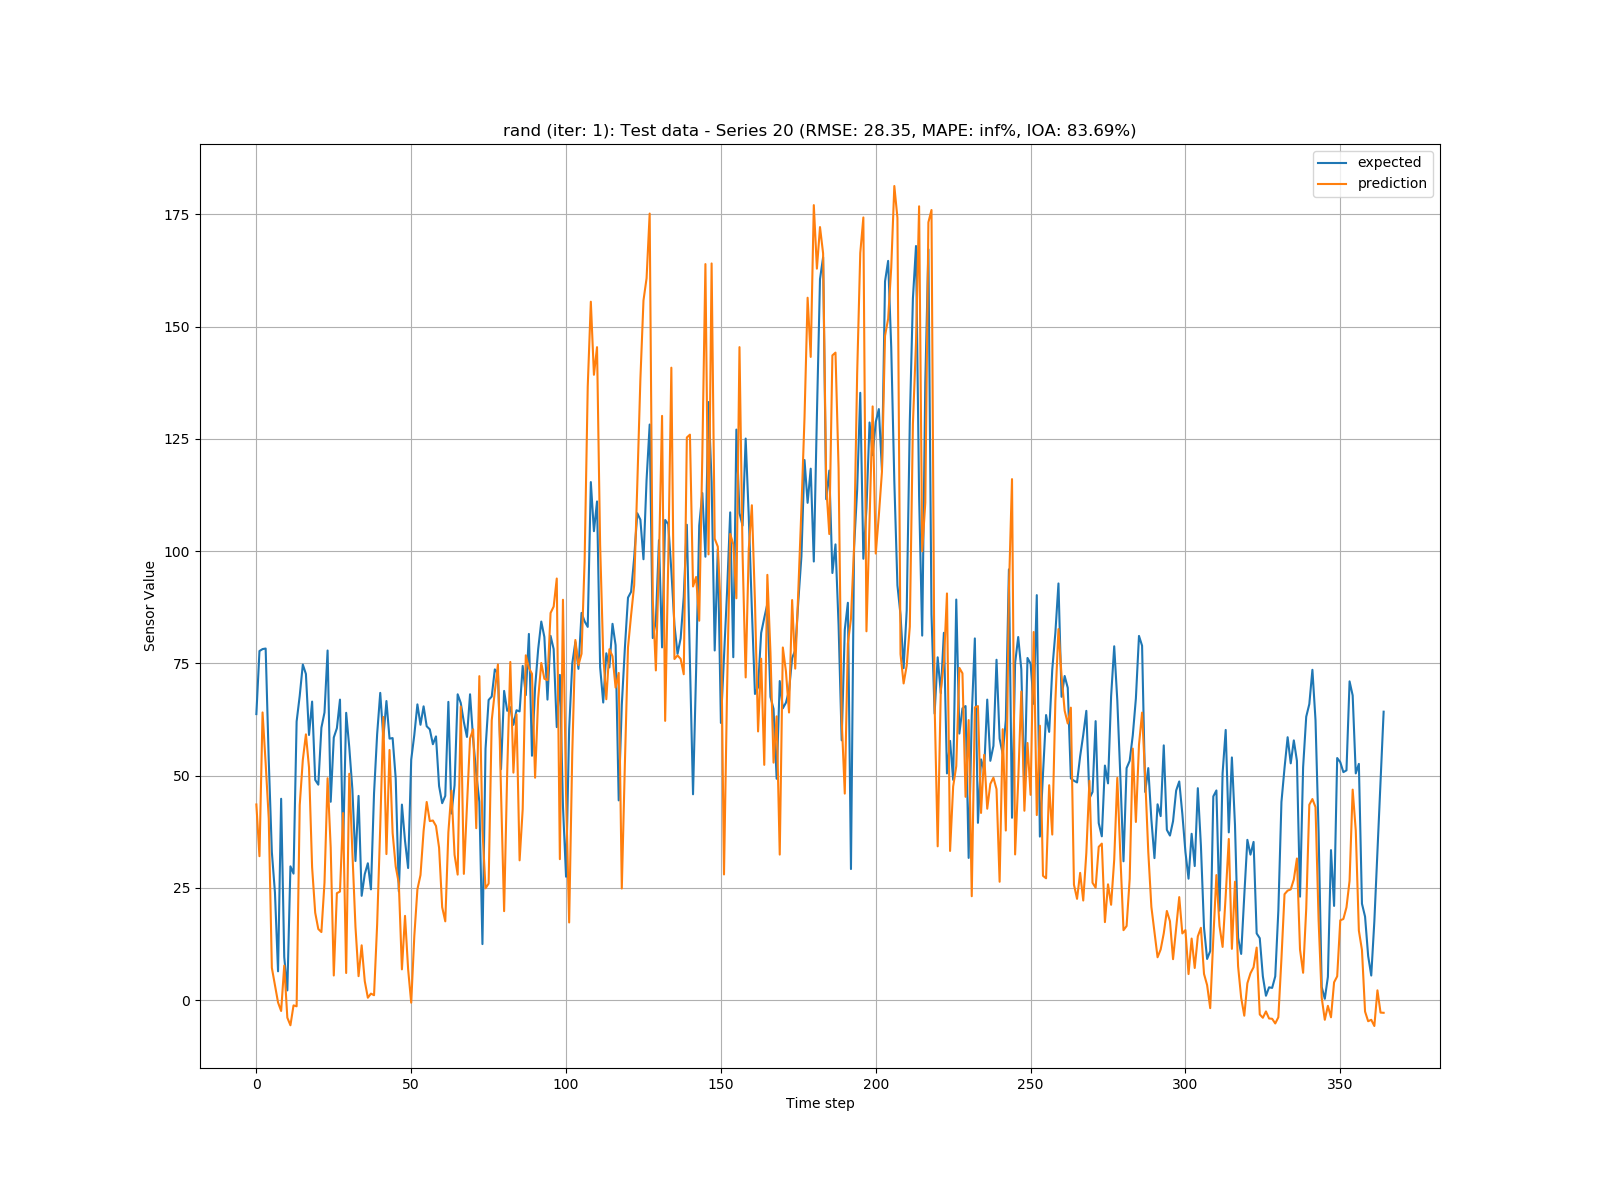 rand (iter: 1): Test data - Series 20 (RMSE: 28.35, MAPE: inf%, IOA: 83.69%)
expected
prediction
175
150
125
100
75
50
25
0
Sensor Value
0 50 100 150 200 250 300 350
Time step